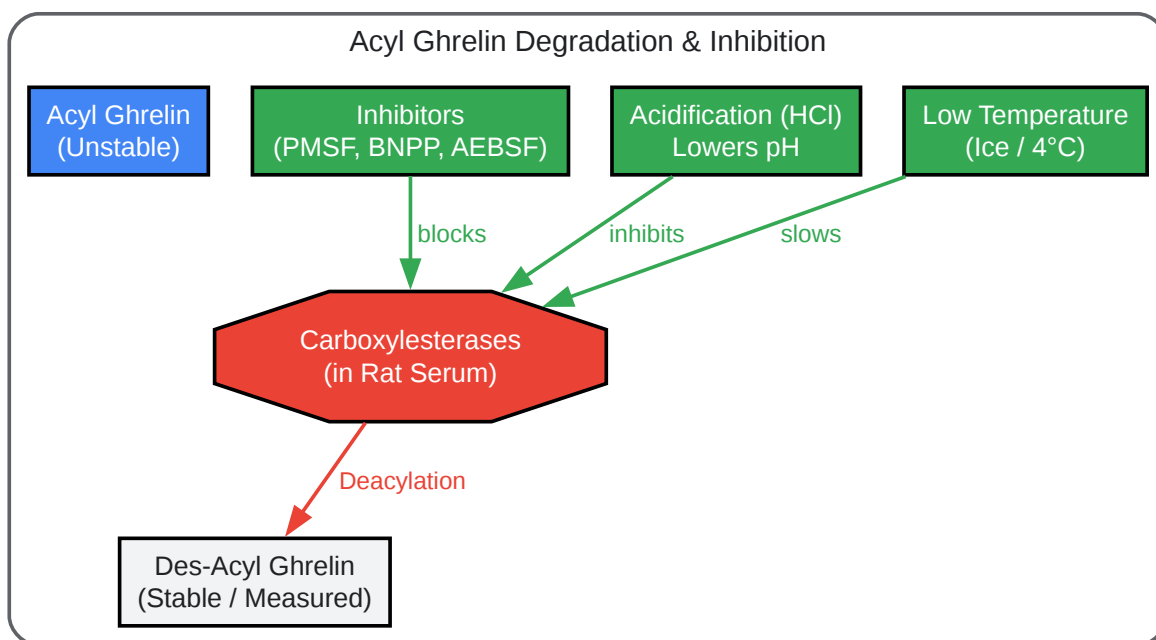 Acyl Ghrelin Degradation & Inhibition
Acyl Ghrelin
(Unstable)
Inhibitors
(PMSF, BNPP, AEBSF)
Acidification (HCl)
Lowers pH
Low Temperature
(Ice / 4°C)
blocks
inhibits
slows
Carboxylesterases
(in Rat Serum)
Deacylation
Des-Acyl Ghrelin
(Stable / Measured)